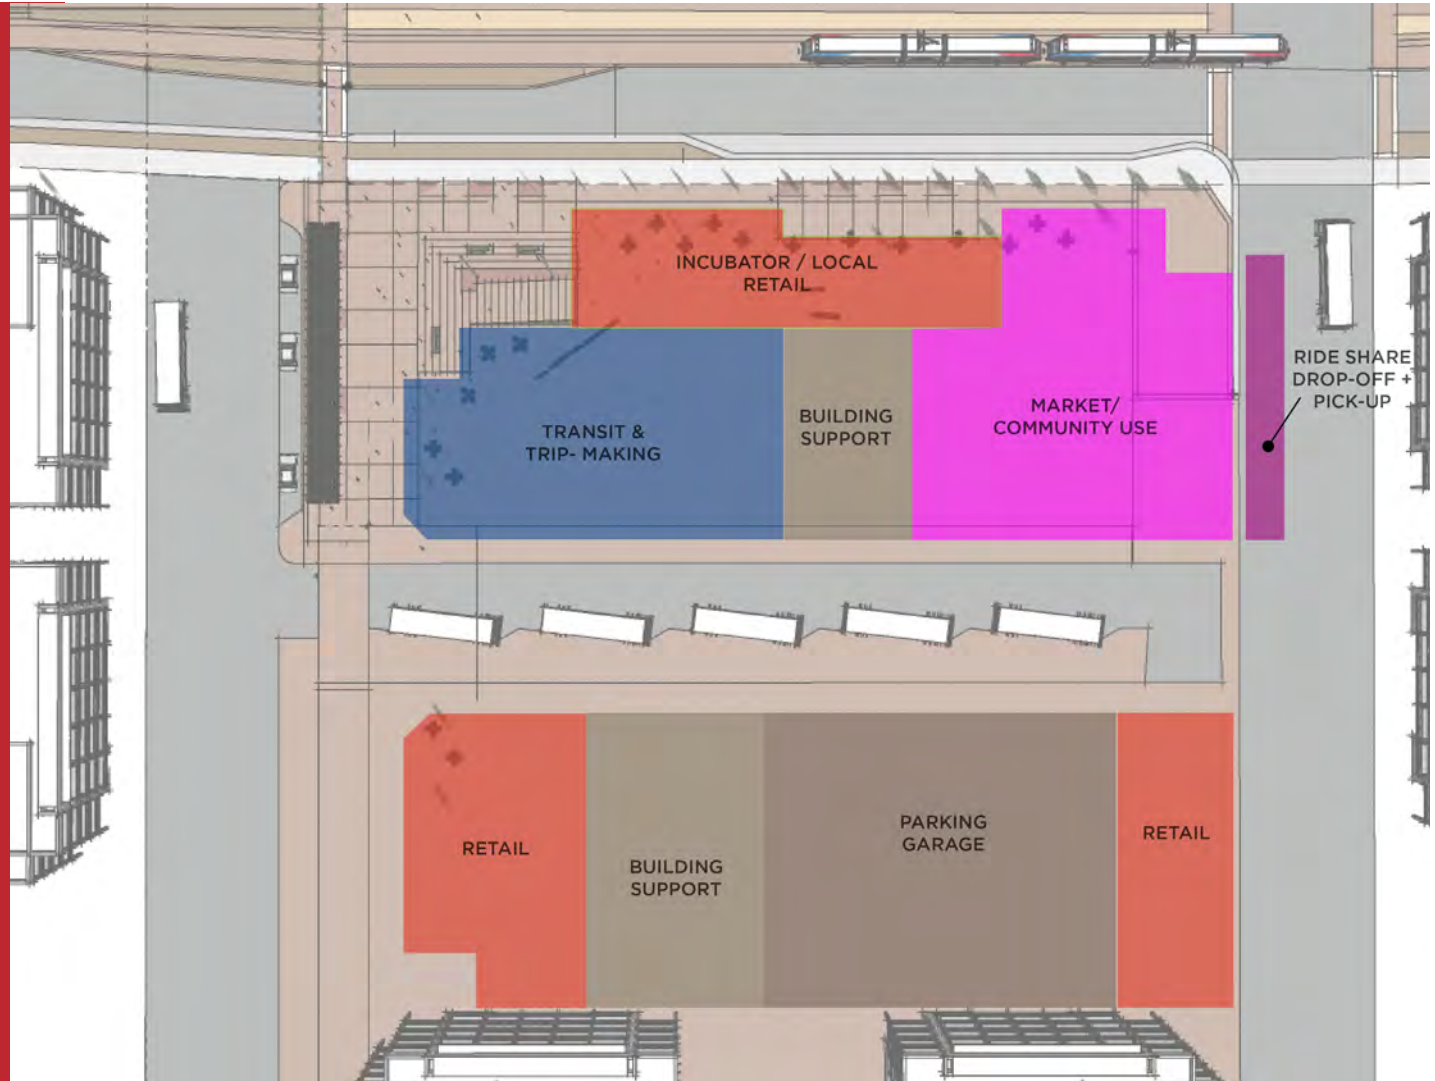 INCUBATOR / LOCAL
RETAIL
RIDE SHARE
DROP-OFF +
PICK-UP
TRANSIT &
TRIP- MAKING
BUILDING
SUPPORT
MARKET/
COMMUNITY USE
RETAIL
BUILDING
SUPPORT
PARKING
GARAGE
RETAIL